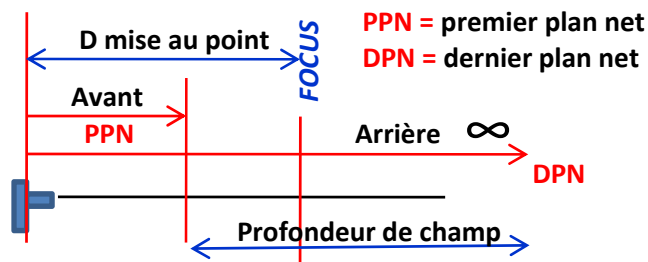 PPN = premier plan net
D mise au point
DPN = dernier plan net
FOCUS
Avant
PPN
Arrière ∞
DPN
Profondeur de champ